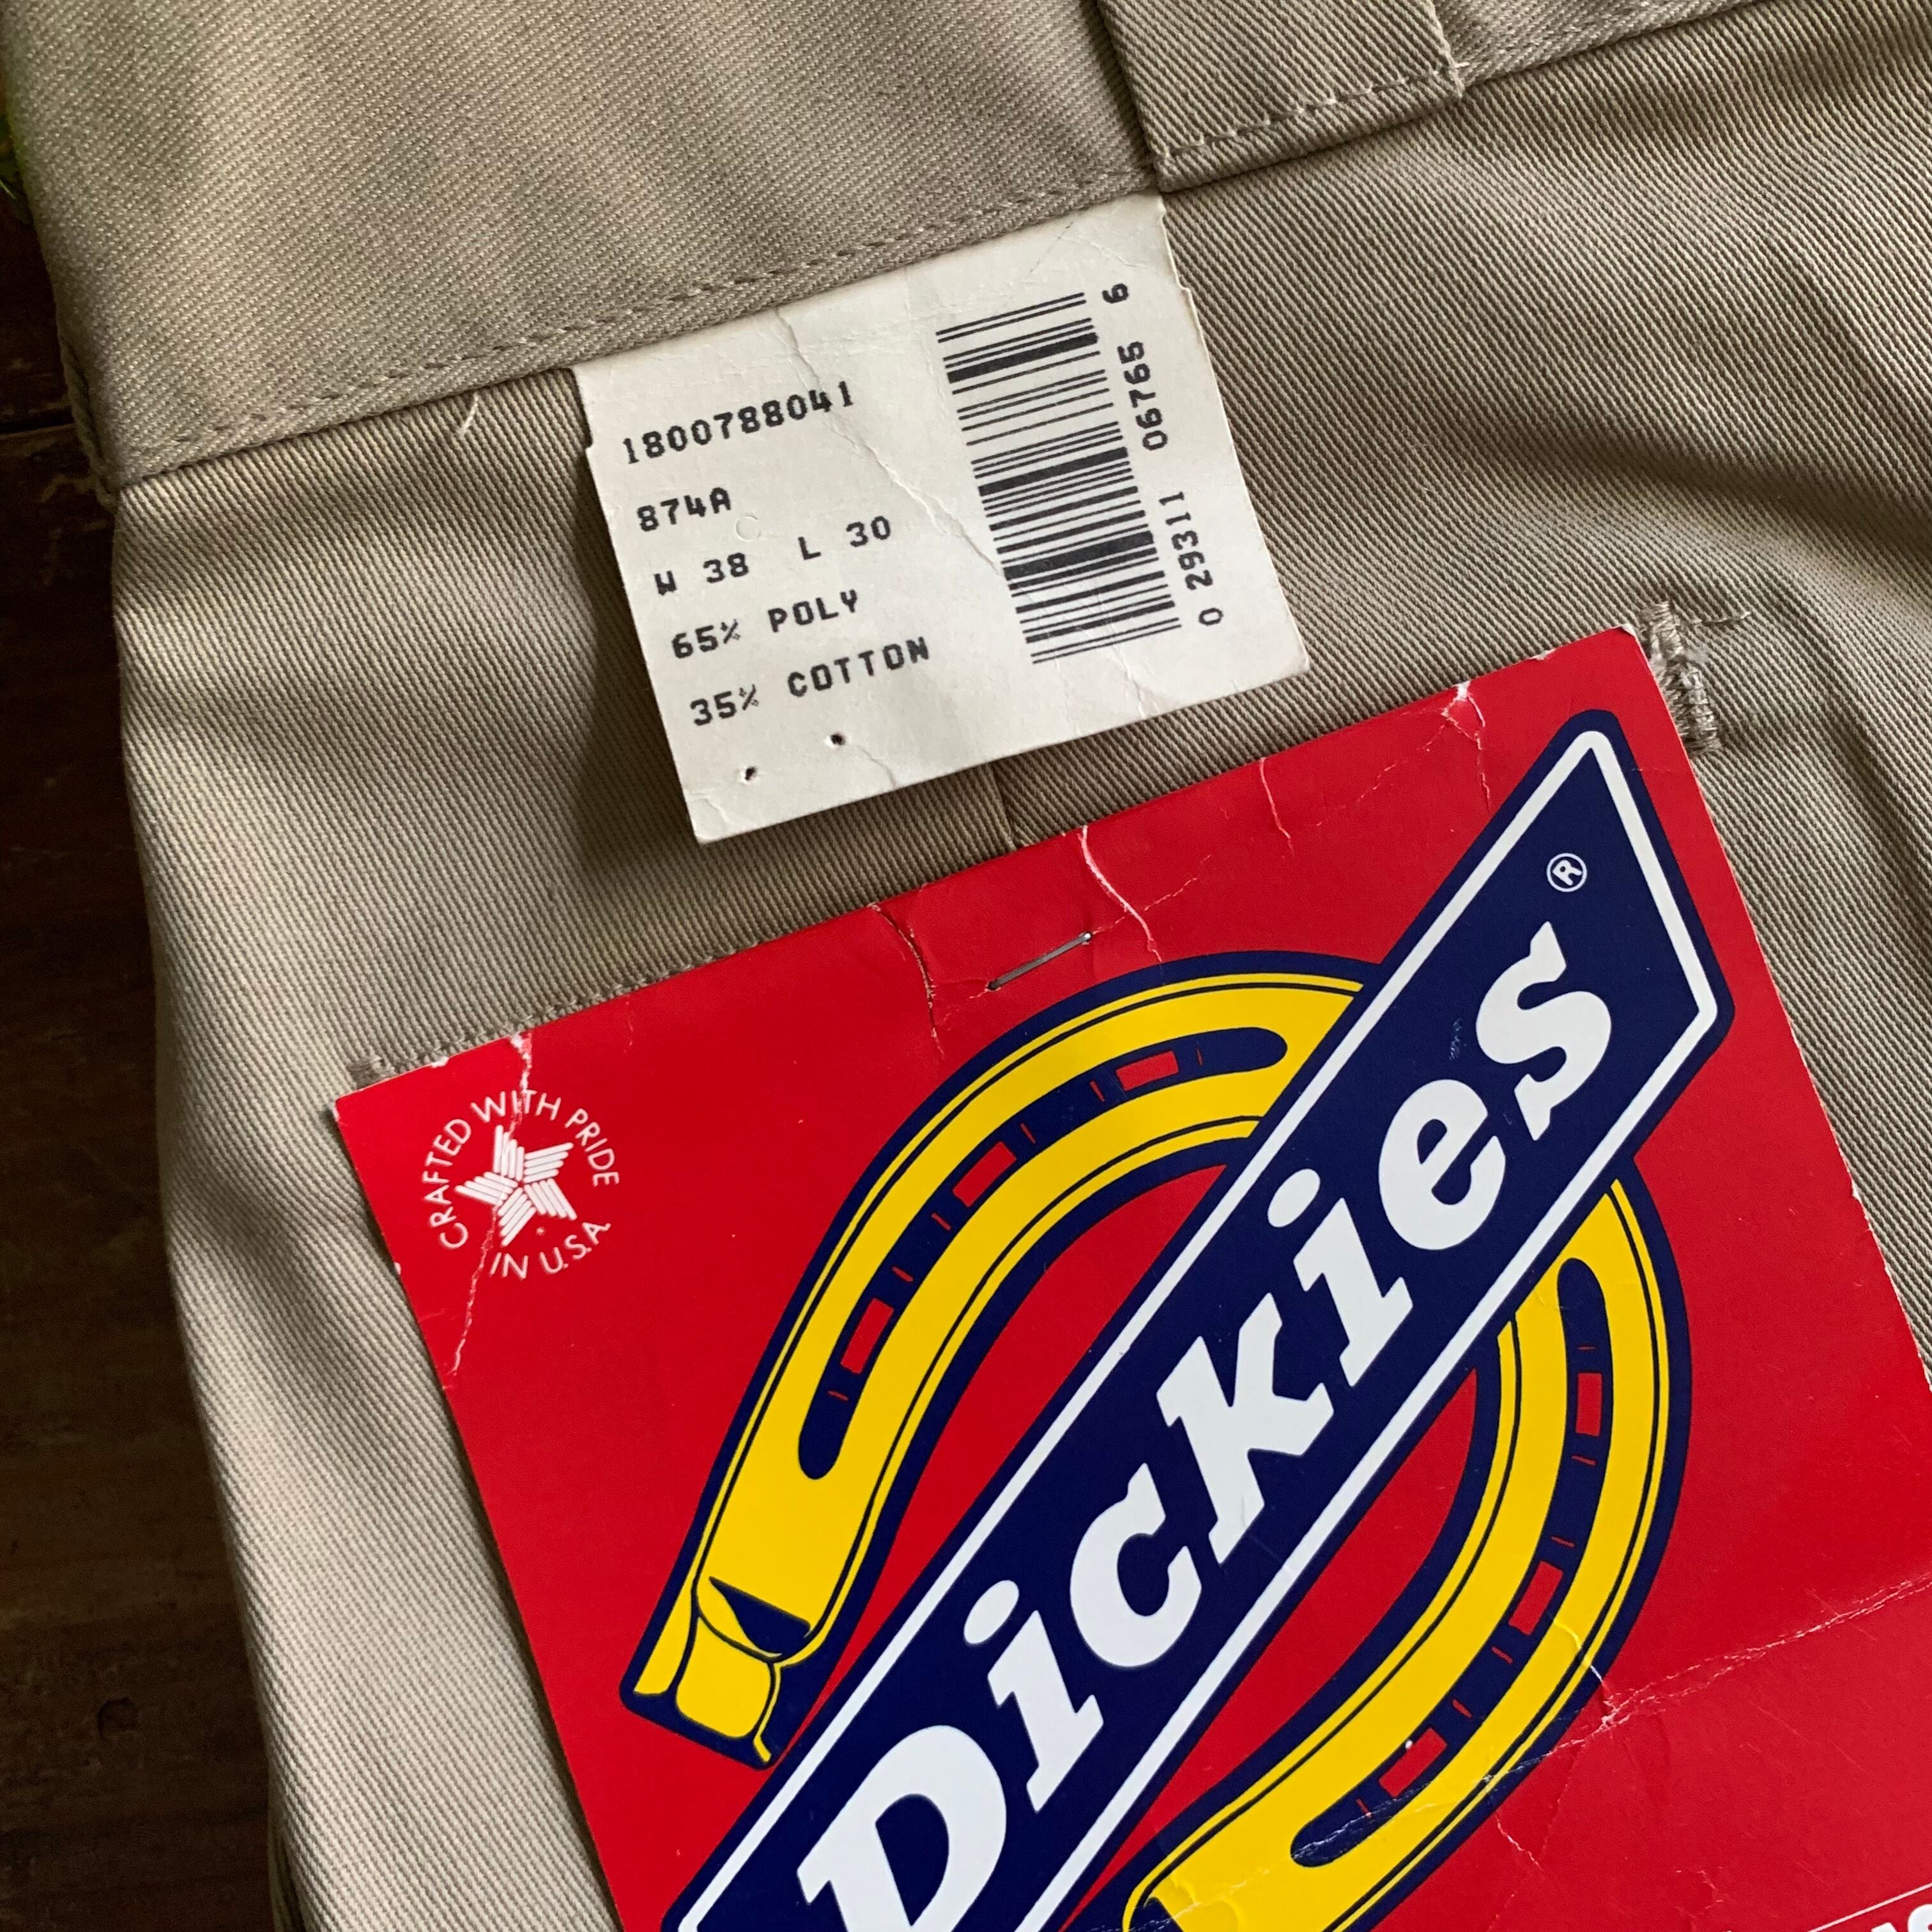 1800788041
874A
W 38 L 30
65% POLY
35% COTTON
0 29311 06765 6
CRAFTED WITH PRIDE
IN U.S.A.
Dickies®